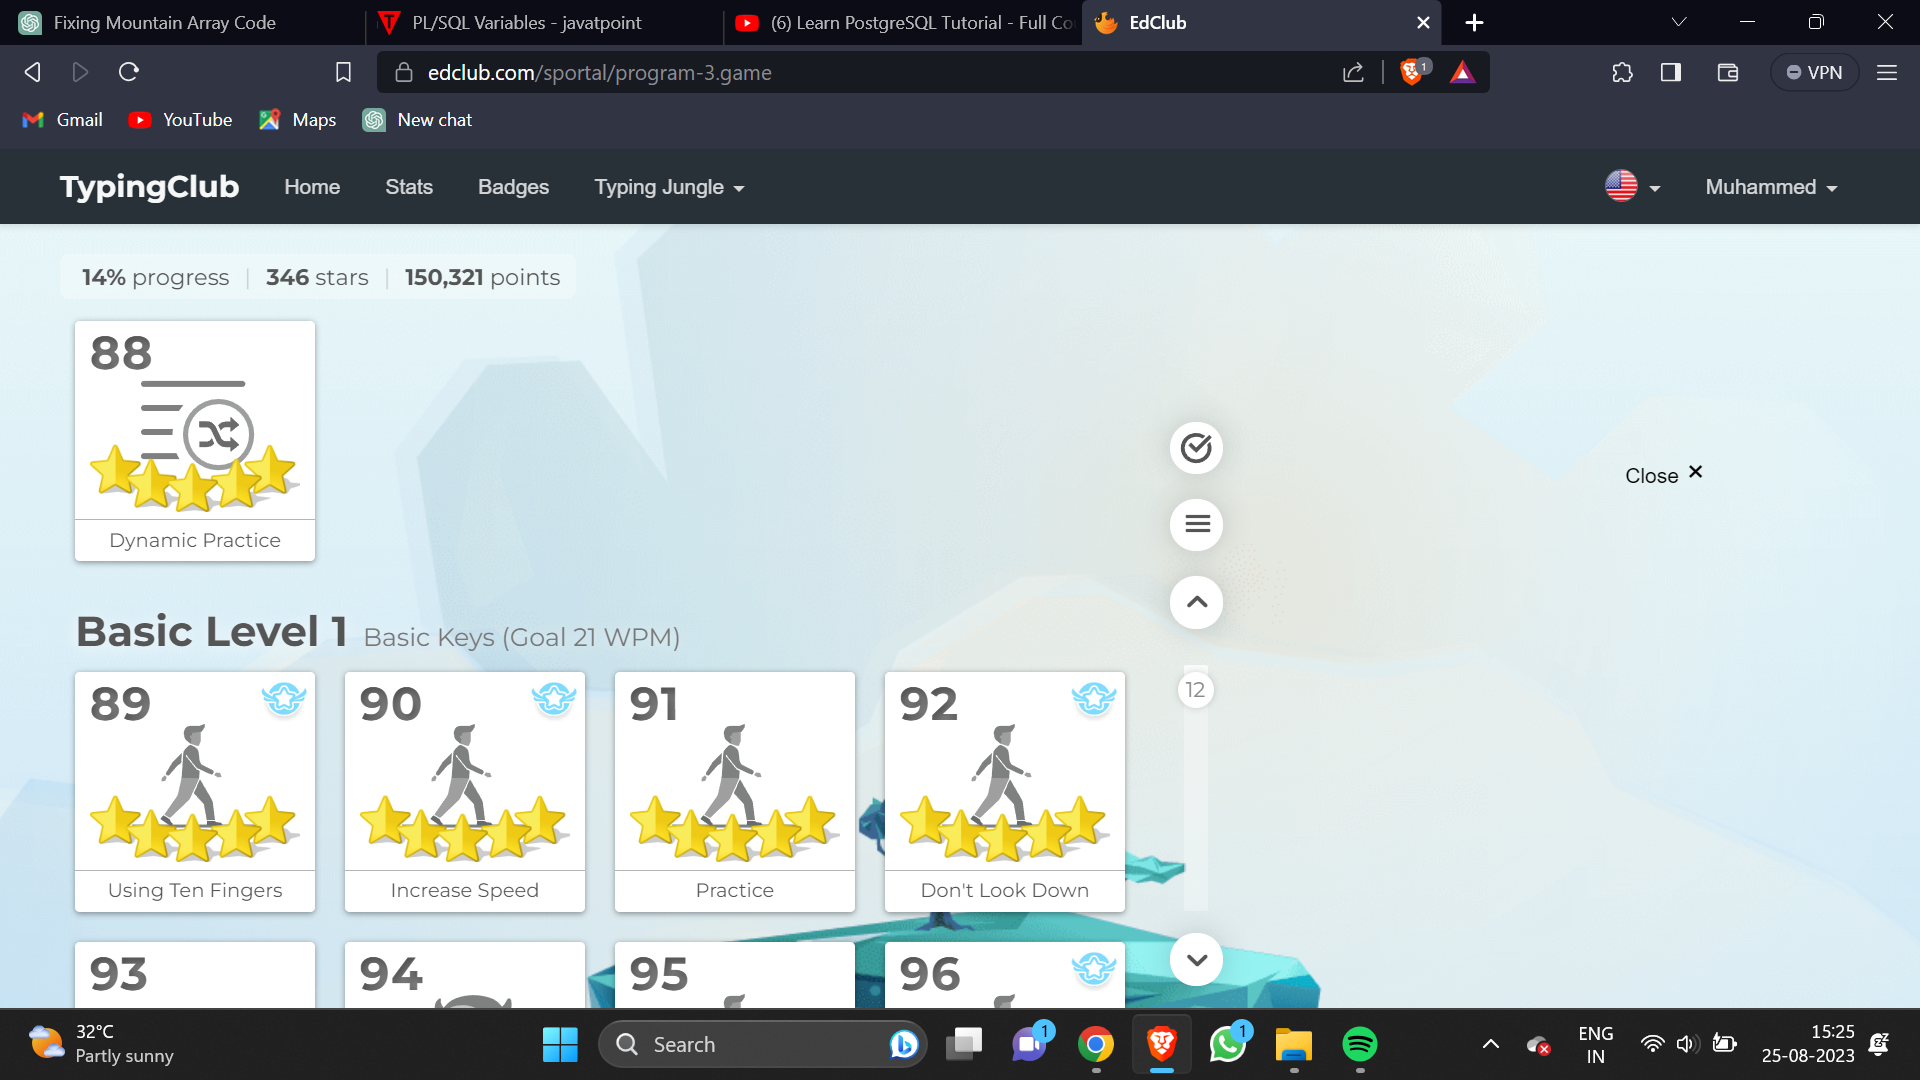 Fixing Mountain Array Code
PL/SQL Variables - javatpoint
(6) Learn PostgreSQL Tutorial - Full Co
EdClub
edclub.com/sportal/program-3.game
1
VPN
Gmail
YouTube
Maps
New chat
TypingClub
Home
Stats
Badges
Typing Jungle
Muhammed
14% progress
346 stars
150,321 points
88
Dynamic Practice
Close ×
Basic Level 1 Basic Keys (Goal 21 WPM)
89
90
91
92
12
Using Ten Fingers
Increase Speed
Practice
Don't Look Down
93
94
95
96
32°C
Partly sunny
Search
1
1
ENG
IN
15:25
25-08-2023